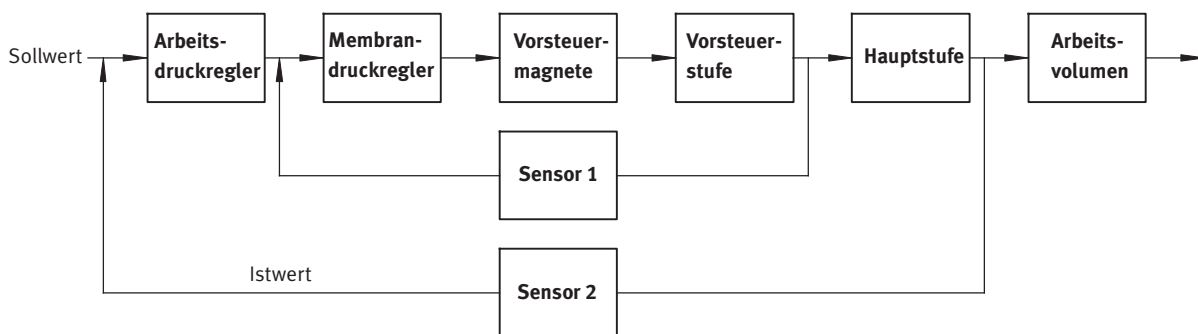 Sollwert
Arbeits-
druckregler
Membran-
druckregler
Vorsteuer-
magnete
Vorsteuer-
stufe
Hauptstufe
Arbeits-
volumen
Sensor 1
Istwert
Sensor 2